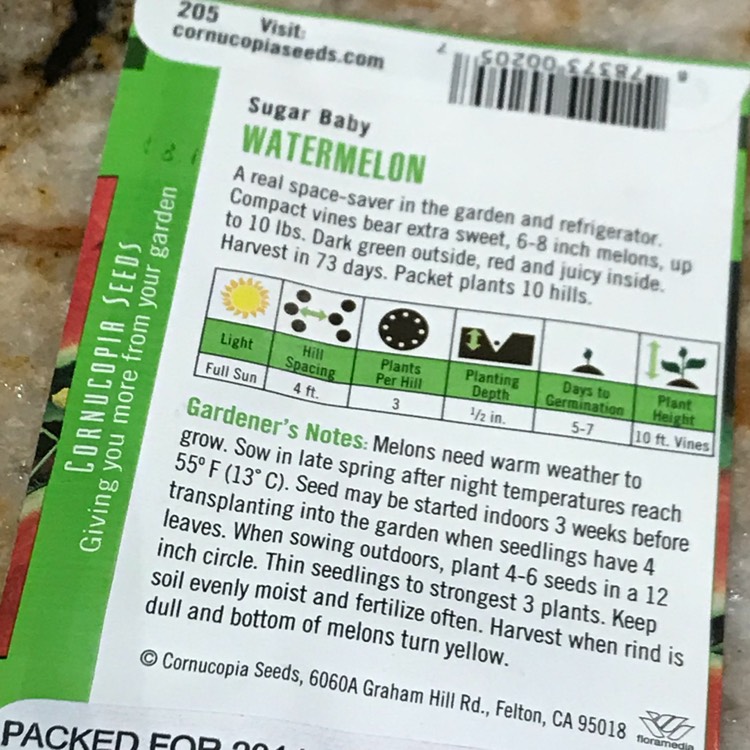 205 Visit:
cornucopiaseeds.com
78373 00205 7
Sugar Baby
WATERMELON
A real space-saver in the garden and refrigerator.
Compact vines bear extra sweet, 6-8 inch melons, up
to 10 lbs. Dark green outside, red and juicy inside.
Harvest in 73 days. Packet plants 10 hills.
Light Hill Spacing Plants Per Hill Planting Depth Days to Germination Plant Height
Full Sun 4 ft. 3 1/2 in. 5-7 10 ft. Vines
Gardener's Notes: Melons need warm weather to
grow. Sow in late spring after night temperatures reach
55° F (13° C). Seed may be started indoors 3 weeks before
transplanting into the garden when seedlings have 4
leaves. When sowing outdoors, plant 4-6 seeds in a 12
inch circle. Thin seedlings to strongest 3 plants. Keep
soil evenly moist and fertilize often. Harvest when rind is
dull and bottom of melons turn yellow.
© Cornucopia Seeds, 6060A Graham Hill Rd., Felton, CA 95018
floramedia
PACKED FOR
CORNUCOPIA SEEDS
Giving you more from your garden